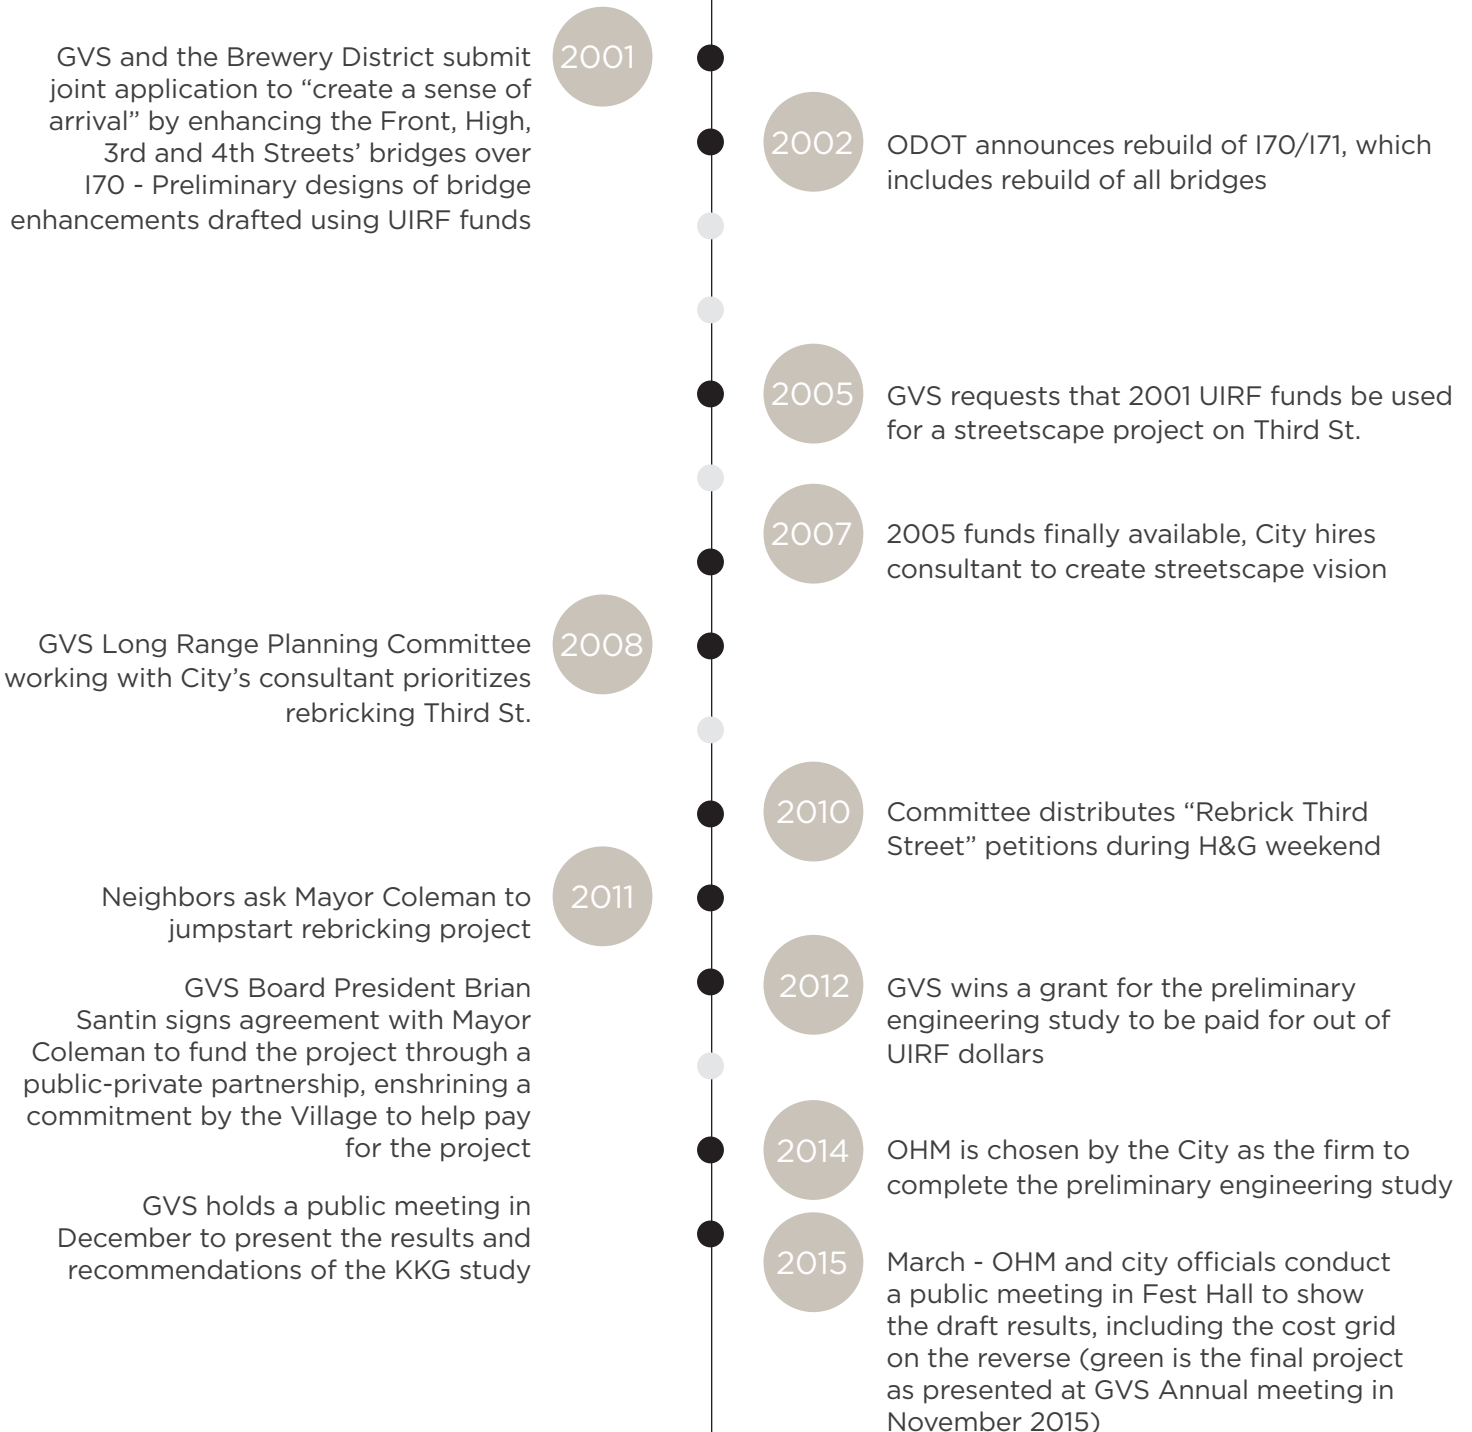 2001
GVS and the Brewery District submit
joint application to “create a sense of
arrival” by enhancing the Front, High,
3rd and 4th Streets’ bridges over
I70 - Preliminary designs of bridge
enhancements drafted using UIRF funds
2002
ODOT announces rebuild of I70/I71, which
includes rebuild of all bridges
2005
GVS requests that 2001 UIRF funds be used
for a streetscape project on Third St.
2007
2005 funds finally available, City hires
consultant to create streetscape vision
2008
GVS Long Range Planning Committee
working with City’s consultant prioritizes
rebricking Third St.
2010
Committee distributes “Rebrick Third
Street” petitions during H&G weekend
2011
Neighbors ask Mayor Coleman to
jumpstart rebricking project
GVS Board President Brian
Santin signs agreement with Mayor
Coleman to fund the project through a
public-private partnership, enshrining a
commitment by the Village to help pay
for the project
GVS holds a public meeting in
December to present the results and
recommendations of the KKG study
2012
GVS wins a grant for the preliminary
engineering study to be paid for out of
UIRF dollars
2014
OHM is chosen by the City as the firm to
complete the preliminary engineering study
2015
March - OHM and city officials conduct
a public meeting in Fest Hall to show
the draft results, including the cost grid
on the reverse (green is the final project
as presented at GVS Annual meeting in
November 2015)